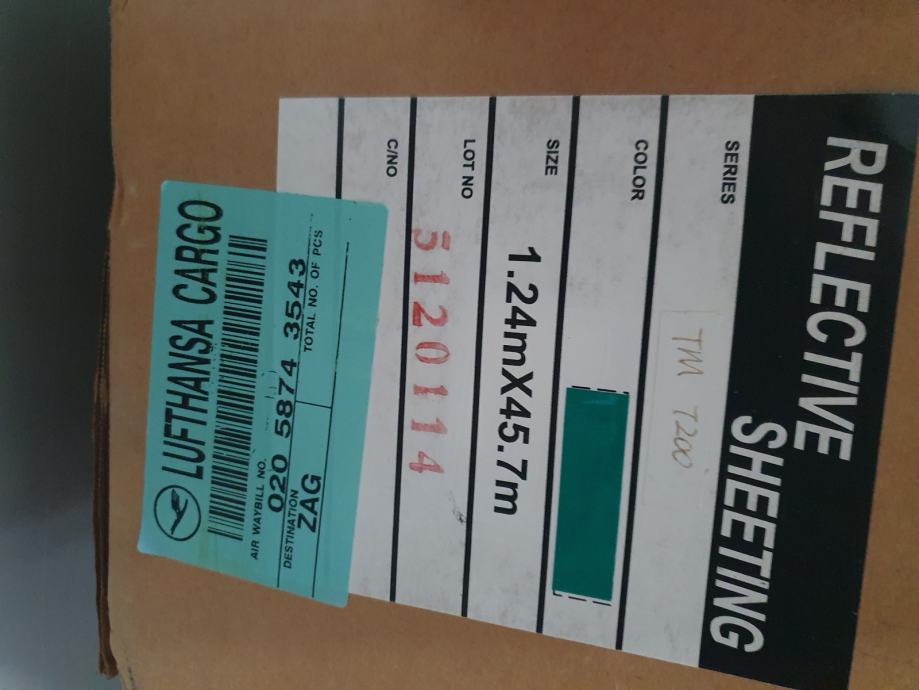 REFLECTIVE
SHEETING
SERIES TM 7200
COLOR
SIZE 1.24mX45.7m
LOT NO 5120114
C/NO
LUFTHANSA CARGO
AIR WAYBILL NO.
020 5874 3543
DESTINATION TOTAL NO. OF PCS
ZAG